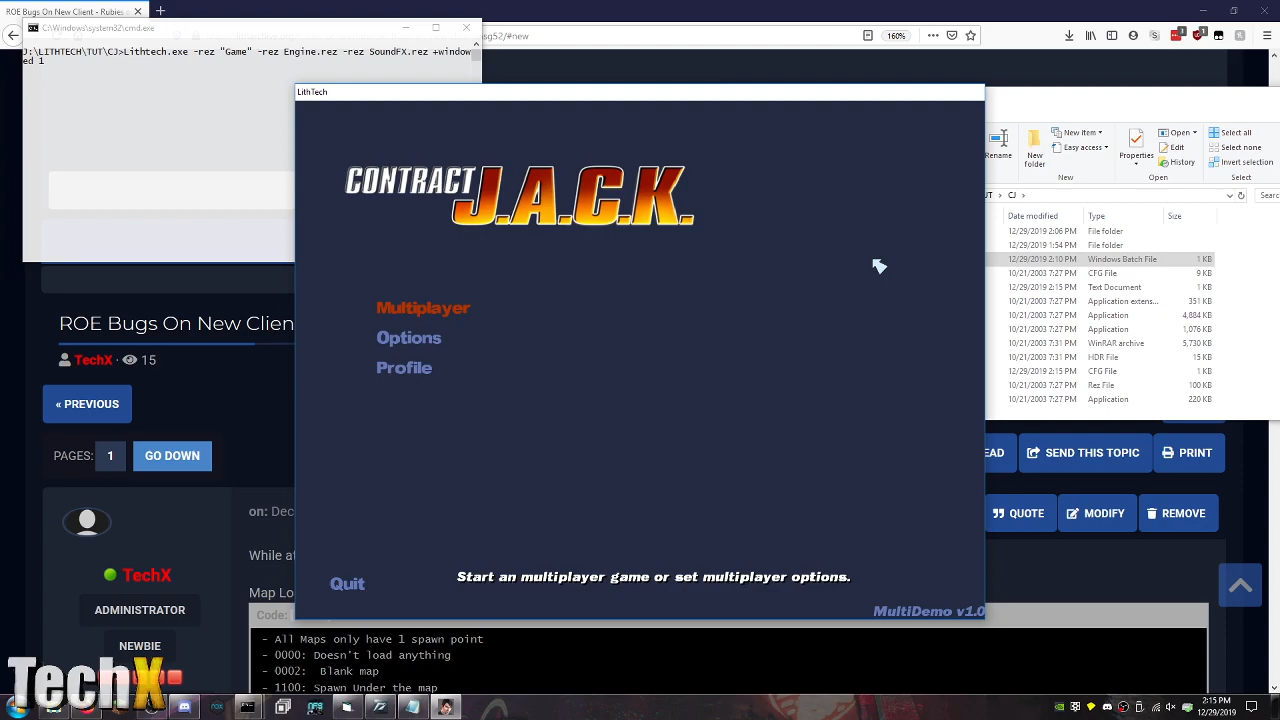 ROE Bugs On New Client - Rubies
C:\Windows\system32\cmd.exe
J:\LITHTECH\TUT\CJ>Lithtech.exe -rez "Game" -rez Engine.rez -rez SoundFX.rez +window
ed 1
sg52/#new
160%
LithTech
CONTRACT J.A.C.K.
Multiplayer
Options
Profile
Quit
Start an multiplayer game or set multiplayer options.
MultiDemo v1.0
Rename
New folder
New item
Easy access
New
Properties
Open
Edit
History
Open
Select all
Select none
Invert selection
Select
UT > CJ >
Sear
Date modified Type Size
12/29/2019 2:06 PM File folder
12/29/2019 1:54 PM File folder
12/29/2019 2:10 PM Windows Batch File 1 KB
10/21/2003 7:27 PM CFG File 9 KB
12/29/2019 2:15 PM Text Document 1 KB
10/21/2003 7:27 PM Application extens... 351 KB
10/21/2003 7:27 PM Application 4,884 KB
10/21/2003 7:27 PM Application 1,076 KB
10/21/2003 7:31 PM WinRAR archive 5,730 KB
10/21/2003 7:31 PM HDR File 15 KB
12/29/2019 2:15 PM CFG File 1 KB
10/21/2003 7:27 PM Rez File 100 KB
10/21/2003 7:27 PM Application 220 KB
ROE Bugs On New Clien
TechX · 15
« PREVIOUS
PAGES: 1 GO DOWN
EAD
SEND THIS TOPIC
PRINT
QUOTE
MODIFY
REMOVE
on: Dec
While a
Map Lo
Code:
- All Maps only have 1 spawn point
- 0000: Doesn't load anything
- 0002: Blank map
- 1100: Spawn Under the map
TechX
ADMINISTRATOR
NEWBIE
TechX
2:15 PM
12/29/2019